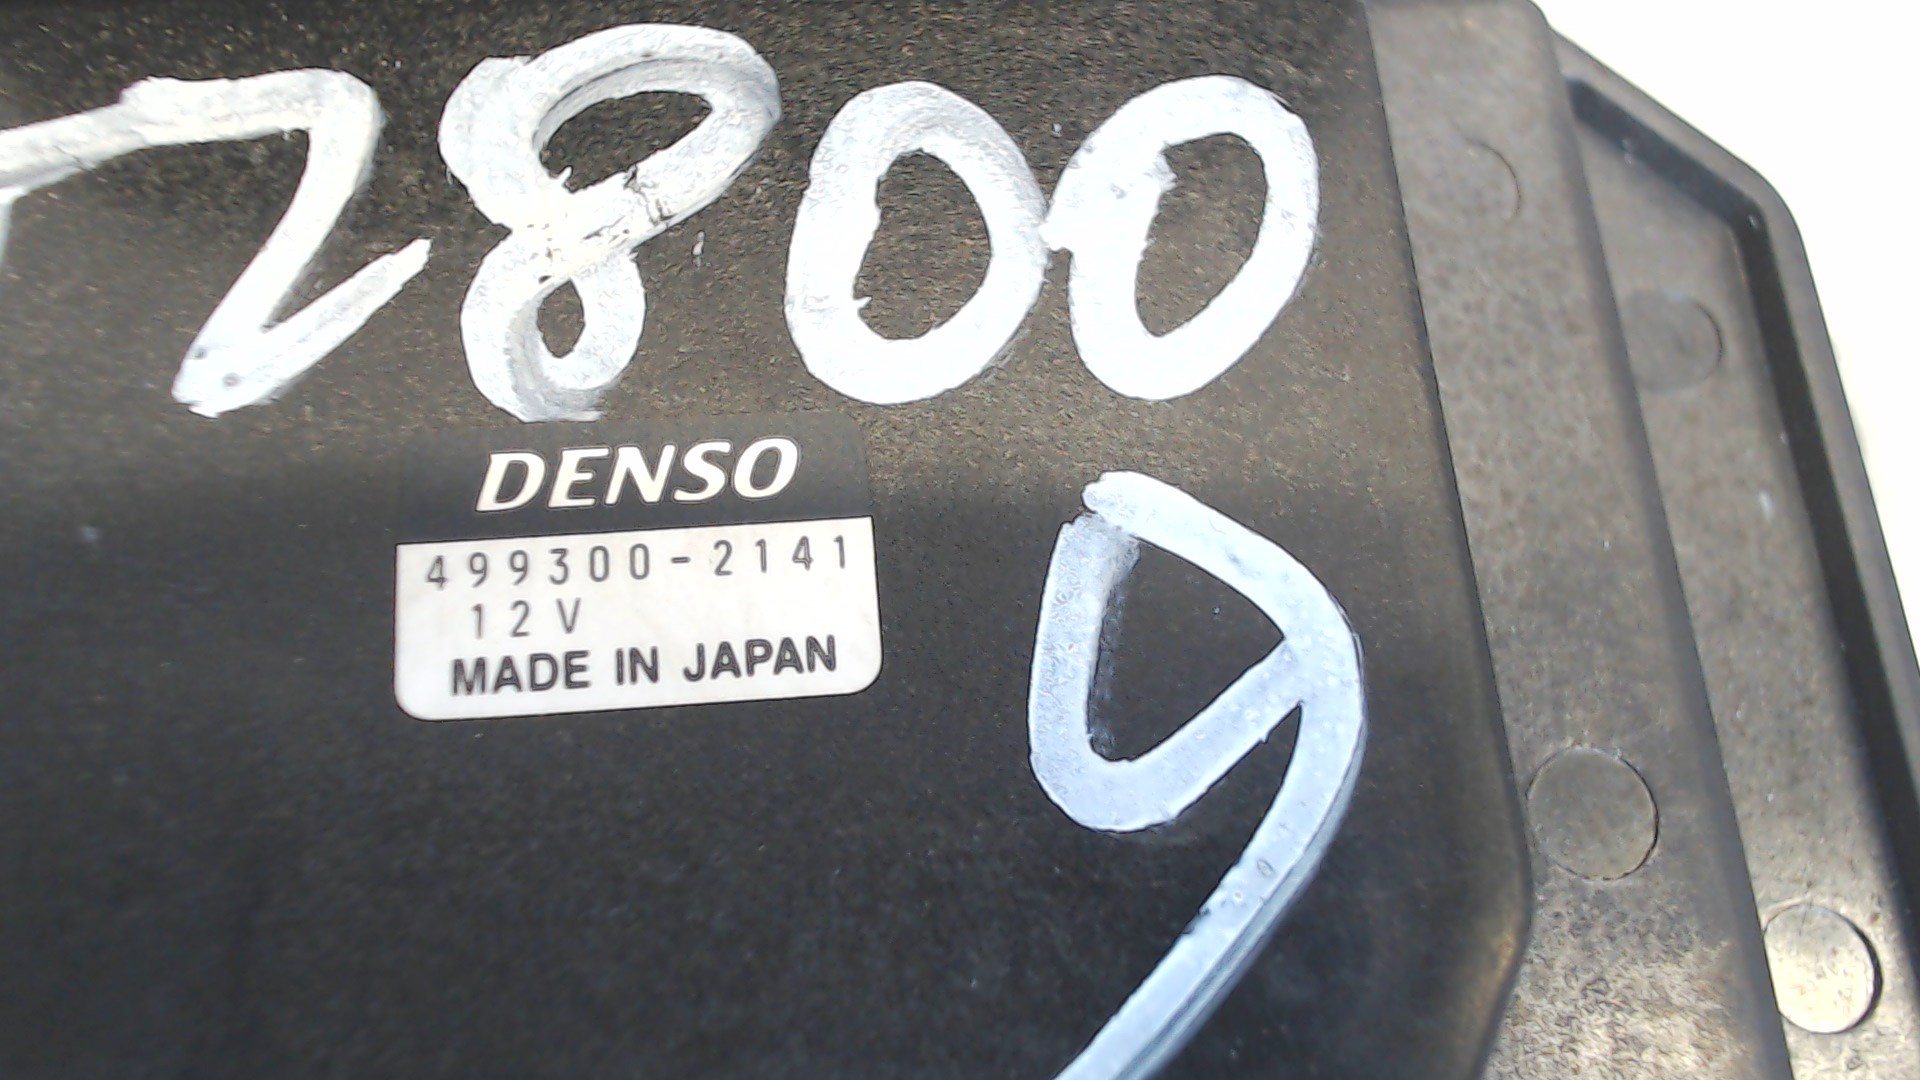 2800
DENSO
499300-2141
12V
MADE IN JAPAN
9